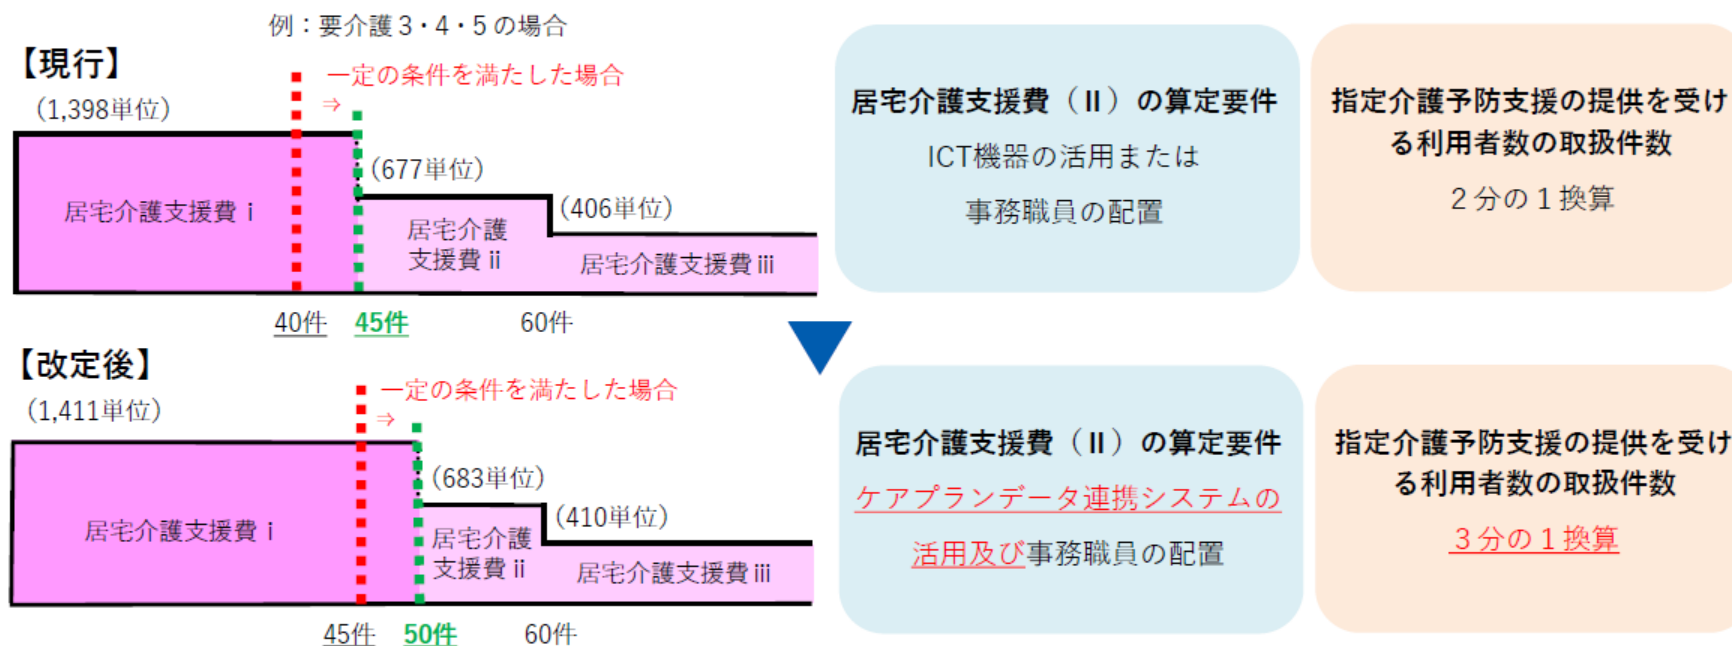 例：要介護３・４・５の場合
【現行】
一定の条件を満たした場合
⇒
（1,398単位）
（677単位）
（406単位）
居宅介護支援費ⅰ
居宅介護
支援費ⅱ
居宅介護支援費ⅲ
40件
45件
60件
居宅介護支援費（Ⅱ）の算定要件
ICT機器の活用または
事務職員の配置
指定介護予防支援の提供を受け
る利用者数の取扱件数
２分の１換算
【改定後】
一定の条件を満たした場合
⇒
（1,411単位）
（683単位）
（410単位）
居宅介護支援費ⅰ
居宅介護
支援費ⅱ
居宅介護支援費ⅲ
45件
50件
60件
居宅介護支援費（Ⅱ）の算定要件
ケアプランデータ連携システムの
活用及び事務職員の配置
指定介護予防支援の提供を受け
る利用者数の取扱件数
３分の１換算